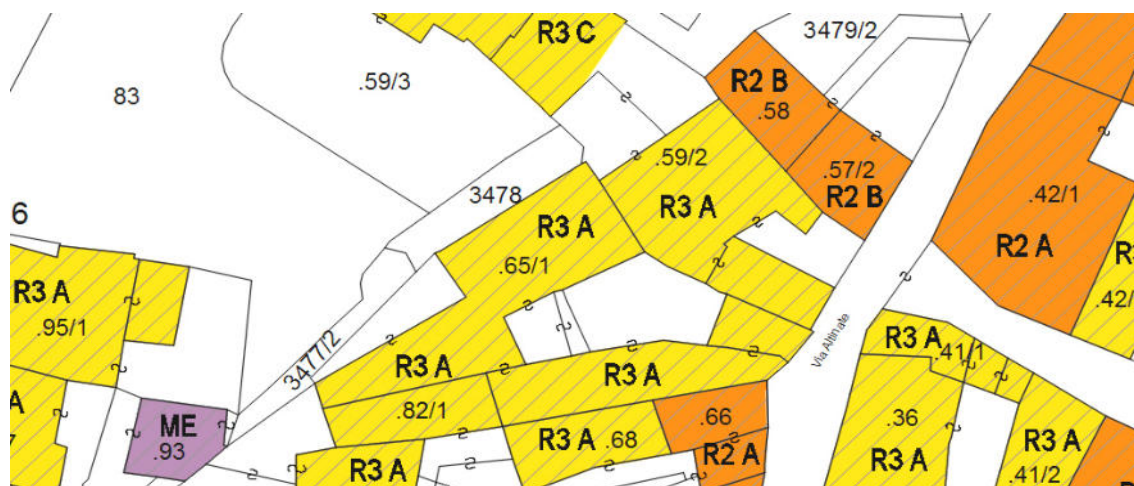 R3 C
3479/2
83
.59/3
R2 B
.58
.59/2
.57/2
R2 B
3478
R3 A
.42/1
6
R3 A
R2 A
.65/1
R3 A
.95/1
.42/
Via Altinate
3477/2
R3 A
R3 A
R3 A
.41/1
.82/1
ME
.93
R3 A
.68
.66
.36
R3 A
R2 A
R3 A
R3 A
.41/2